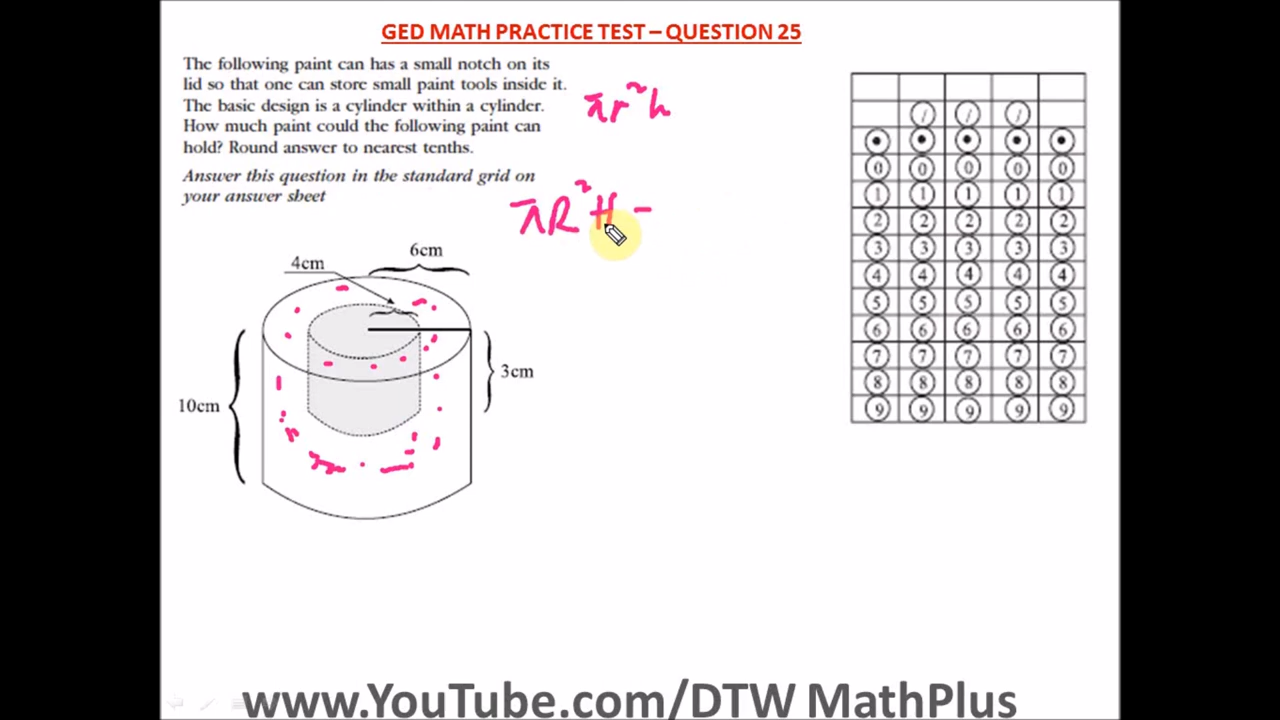 GED MATH PRACTICE TEST – QUESTION 25
The following paint can has a small notch on its
lid so that one can store small paint tools inside it.
The basic design is a cylinder within a cylinder.
How much paint could the following paint can
hold? Round answer to nearest tenths.
Answer this question in the standard grid on
your answer sheet
πr²h
πR²H –
6cm
4cm
3cm
10cm
/ / /
• • • • •
0 0 0 0 0
1 1 1 1 1
2 2 2 2 2
3 3 3 3 3
4 4 4 4 4
5 5 5 5 5
6 6 6 6 6
7 7 7 7 7
8 8 8 8 8
9 9 9 9 9
www.YouTube.com/DTW MathPlus